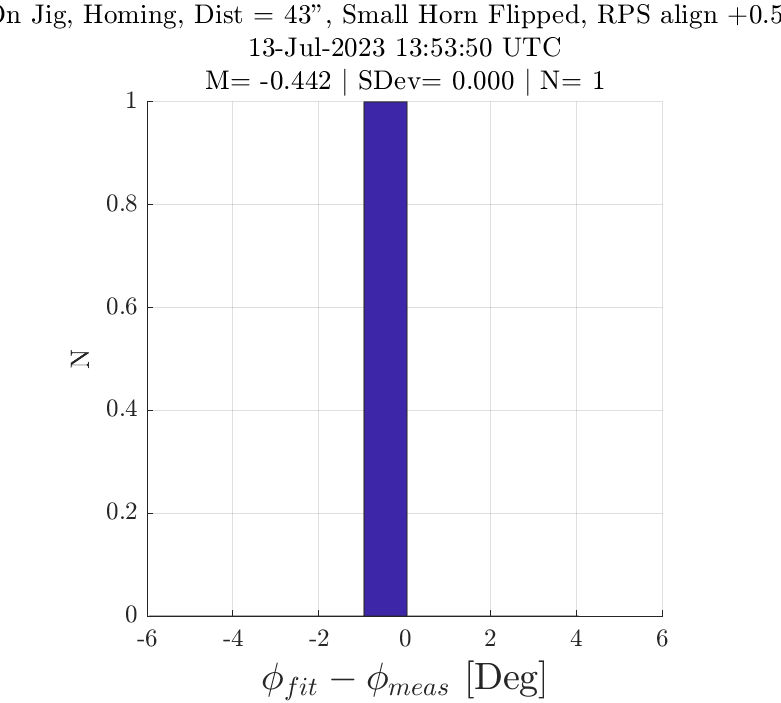 On Jig, Homing, Dist = 43", Small Horn Flipped, RPS align +0.5
13-Jul-2023 13:53:50 UTC
M= -0.442 | SDev= 0.000 | N= 1
1
0.8
0.6
0.4
0.2
0
N
-6 -4 -2 0 2 4 6
ϕ_fit − ϕ_meas [Deg]